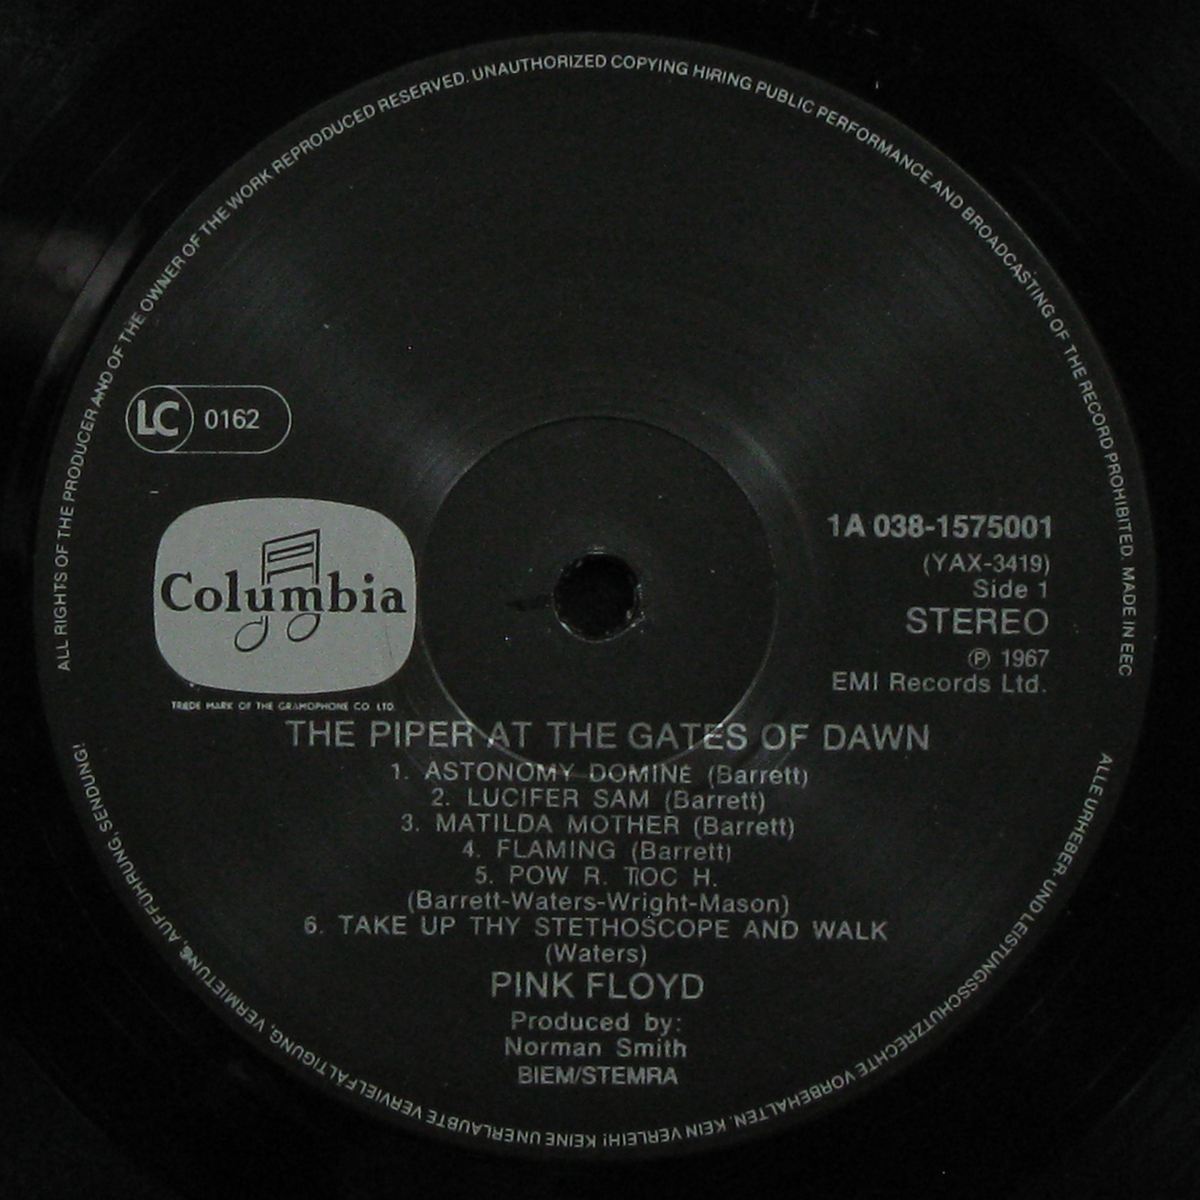 ALL RIGHTS OF THE PRODUCER AND OF THE OWNER OF THE WORK REPRODUCED RESERVED. UNAUTHORIZED COPYING HIRING PUBLIC PERFORMANCE AND BROADCASTING OF THE RECORD PROHIBITED. MADE IN EEC
LC 0162
Columbia
TRADE MARK OF THE GRAMOPHONE CO LTD.
1A 038-1575001
(YAX-3419)
Side 1
STEREO
℗ 1967
EMI Records Ltd.
THE PIPER AT THE GATES OF DAWN
1. ASTONOMY DOMINE (Barrett)
2. LUCIFER SAM (Barrett)
3. MATILDA MOTHER (Barrett)
4. FLAMING (Barrett)
5. POW R. TOC H.
(Barrett-Waters-Wright-Mason)
6. TAKE UP THY STETHOSCOPE AND WALK
(Waters)
PINK FLOYD
Produced by:
Norman Smith
BIEM/STEMRA
ALLE URHEBER- UND LEISTUNGSSCHUTZRECHTE VORBEHALTEN. KEIN VERLEIH! KEINE UNERLAUBTE VERVIELFÄLTIGUNG, VERMIETUNG, AUFFÜHRUNG, SENDUNG!